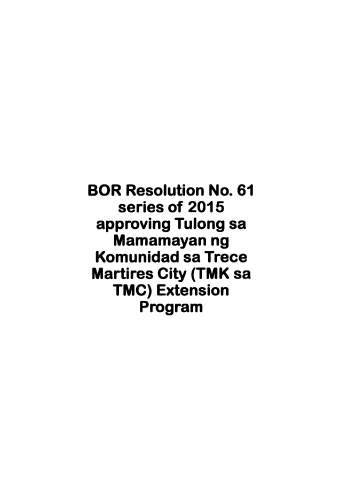 BOR Resolution No. 61
series of 2015
approving Tulong sa
Mamamayan ng
Komunidad sa Trece
Martires City (TMK sa
TMC) Extension
Program